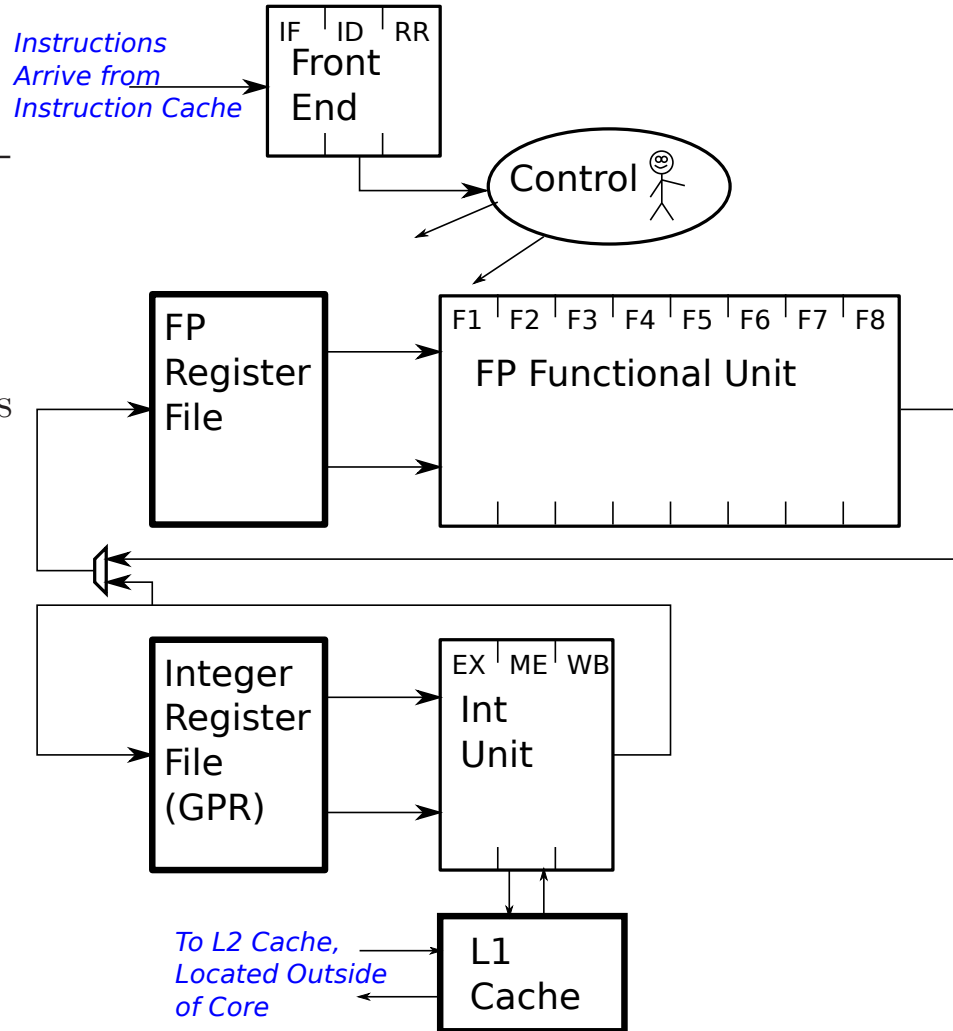 IF ID RR
Front
End
Instructions
Arrive from
Instruction Cache
Control
FP
Register
File
F1 F2 F3 F4 F5 F6 F7 F8
FP Functional Unit
s
Integer
Register
File
(GPR)
EX ME WB
Int
Unit
To L2 Cache,
Located Outside
of Core
L1
Cache